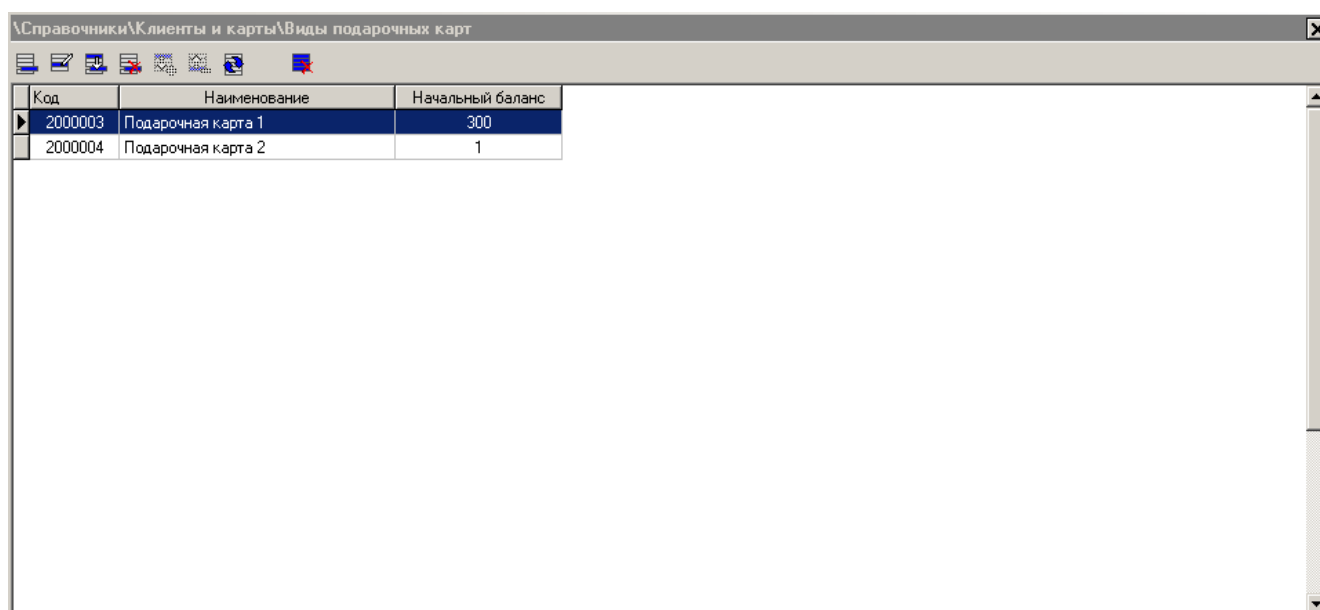 \Справочники\Клиенты и карты\Виды подарочных карт
Код Наименование Начальный баланс
2000003 Подарочная карта 1 300
2000004 Подарочная карта 2 1